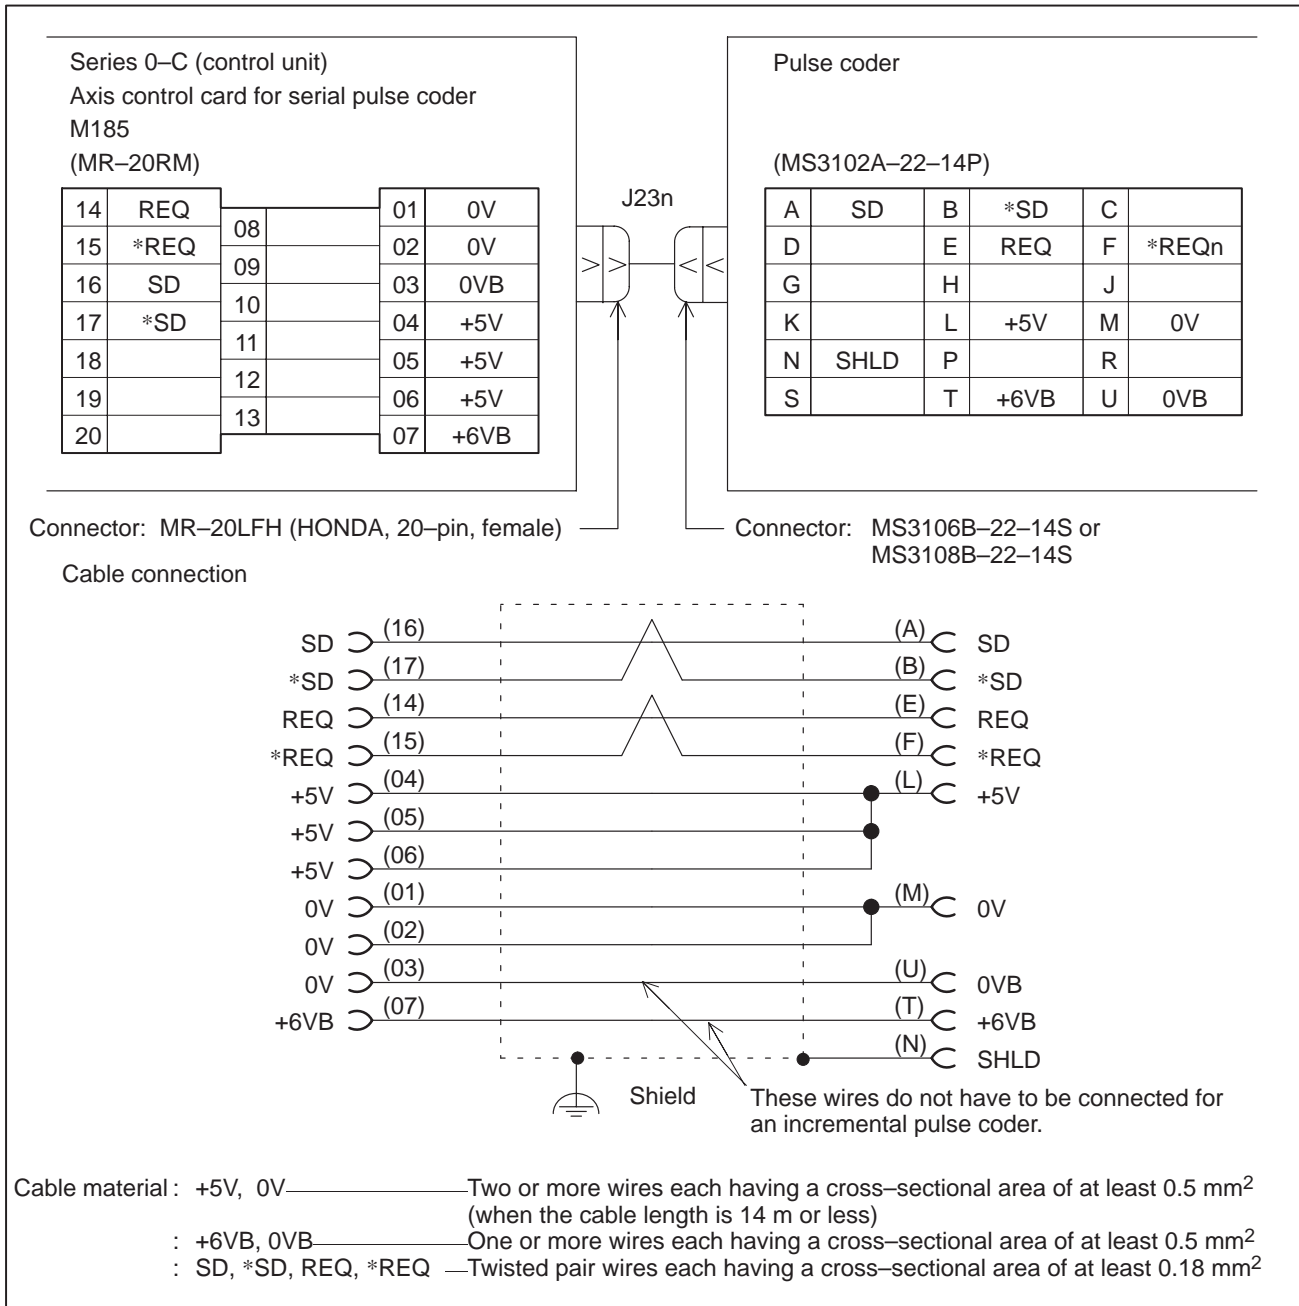 Series 0–C (control unit)
Axis control card for serial pulse coder
M185
(MR–20RM)
14 REQ 01 0V
08
15 *REQ 02 0V
09
16 SD 03 0VB
10
17 *SD 04 +5V
11
18 05 +5V
12
19 06 +5V
13
20 07 +6VB
J23n
Pulse coder
(MS3102A–22–14P)
A SD B *SD C
D E REQ F *REQn
G H J
K L +5V M 0V
N SHLD P R
S T +6VB U 0VB
Connector: MR–20LFH (HONDA, 20–pin, female)
Connector: MS3106B–22–14S or
MS3108B–22–14S
Cable connection
SD (16) (A) SD
*SD (17) (B) *SD
REQ (14) (E) REQ
*REQ (15) (F) *REQ
+5V (04) (L) +5V
+5V (05)
+5V (06)
0V (01) (M) 0V
0V (02)
0V (03) (U) 0VB
+6VB (07) (T) +6VB
(N) SHLD
Shield
These wires do not have to be connected for
an incremental pulse coder.
Cable material : +5V, 0V Two or more wires each having a cross–sectional area of at least 0.5 mm²
(when the cable length is 14 m or less)
: +6VB, 0VB One or more wires each having a cross–sectional area of at least 0.5 mm²
: SD, *SD, REQ, *REQ Twisted pair wires each having a cross–sectional area of at least 0.18 mm²